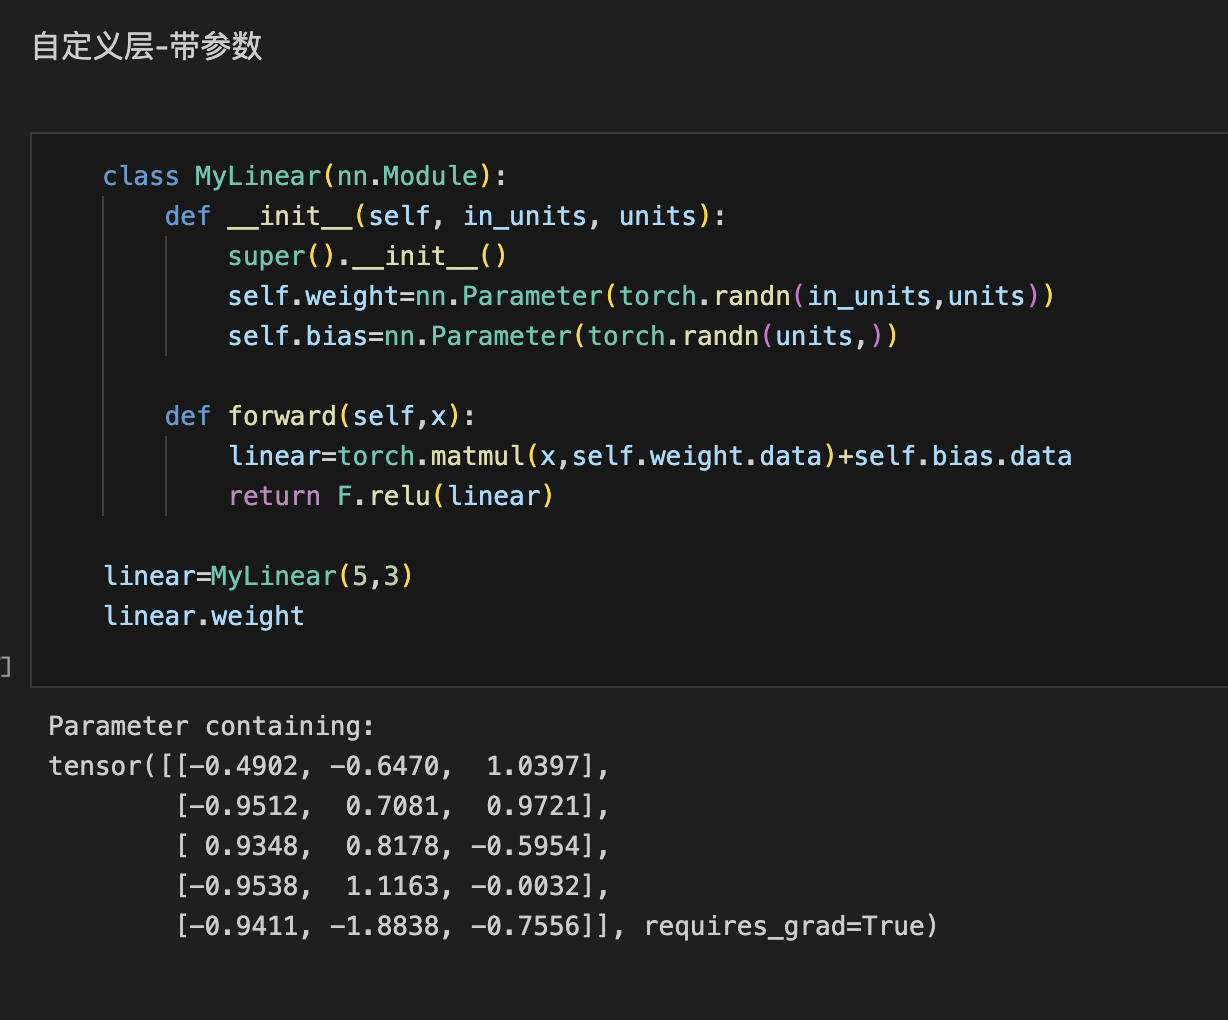 自定义层-带参数
class MyLinear(nn.Module):
    def __init__(self, in_units, units):
        super().__init__()
        self.weight=nn.Parameter(torch.randn(in_units,units))
        self.bias=nn.Parameter(torch.randn(units,))

    def forward(self,x):
        linear=torch.matmul(x,self.weight.data)+self.bias.data
        return F.relu(linear)

linear=MyLinear(5,3)
linear.weight
]
Parameter containing:
tensor([[-0.4902, -0.6470,  1.0397],
        [-0.9512,  0.7081,  0.9721],
        [ 0.9348,  0.8178, -0.5954],
        [-0.9538,  1.1163, -0.0032],
        [-0.9411, -1.8838, -0.7556]], requires_grad=True)